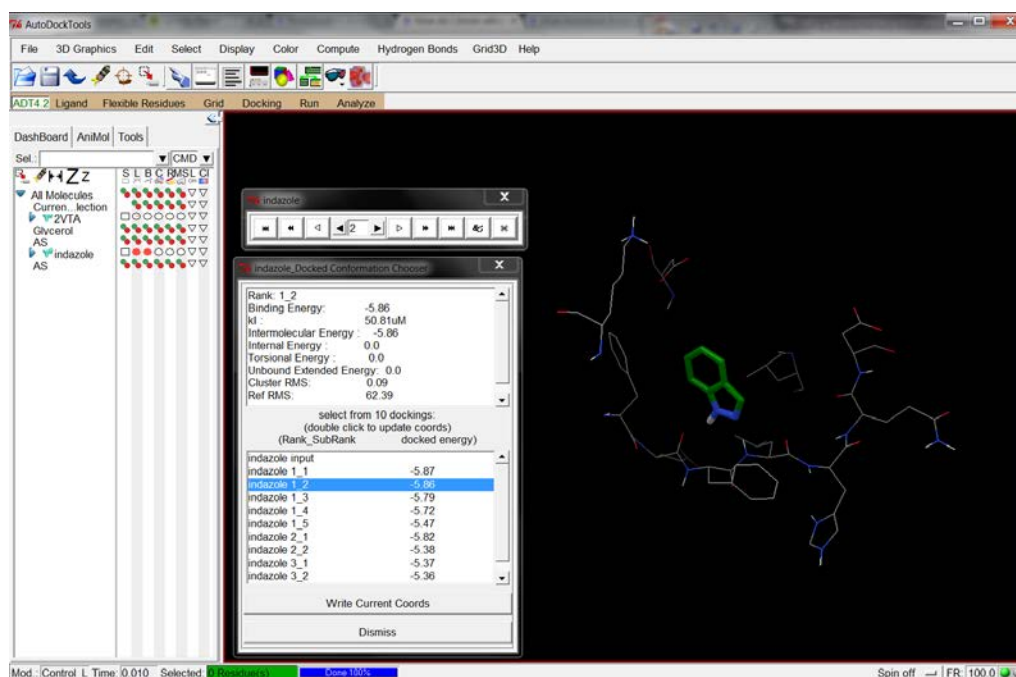 AutoDockTools
File 3D Graphics Edit Select Display Color Compute Hydrogen Bonds Grid3D Help
ADT4.2 Ligand Flexible Residues Grid Docking Run Analyze
DashBoard AniMol Tools
Sel.: CMD
S L B C R MS L Cl
All Molecules
Curren..lection
2VTA
Glycerol
AS
indazole
AS
indazole
2
indazole_Docked Conformation Chooser
Rank: 1_2
Binding Energy: -5.86
kI : 50.81uM
Intermolecular Energy : -5.86
Internal Energy : 0.0
Torsional Energy : 0.0
Unbound Extended Energy: 0.0
Cluster RMS: 0.09
Ref RMS: 62.39
select from 10 dockings:
(double click to update coords)
(Rank_SubRank docked energy)
indazole input
indazole 1_1 -5.87
indazole 1_2 -5.86
indazole 1_3 -5.79
indazole 1_4 -5.72
indazole 1_5 -5.47
indazole 2_1 -5.82
indazole 2_2 -5.38
indazole 3_1 -5.37
indazole 3_2 -5.36
Write Current Coords
Dismiss
Mod.: Control_L Time: 0.010 Selected: 0 Residue(s) Done 100% Spin off FR: 100.0